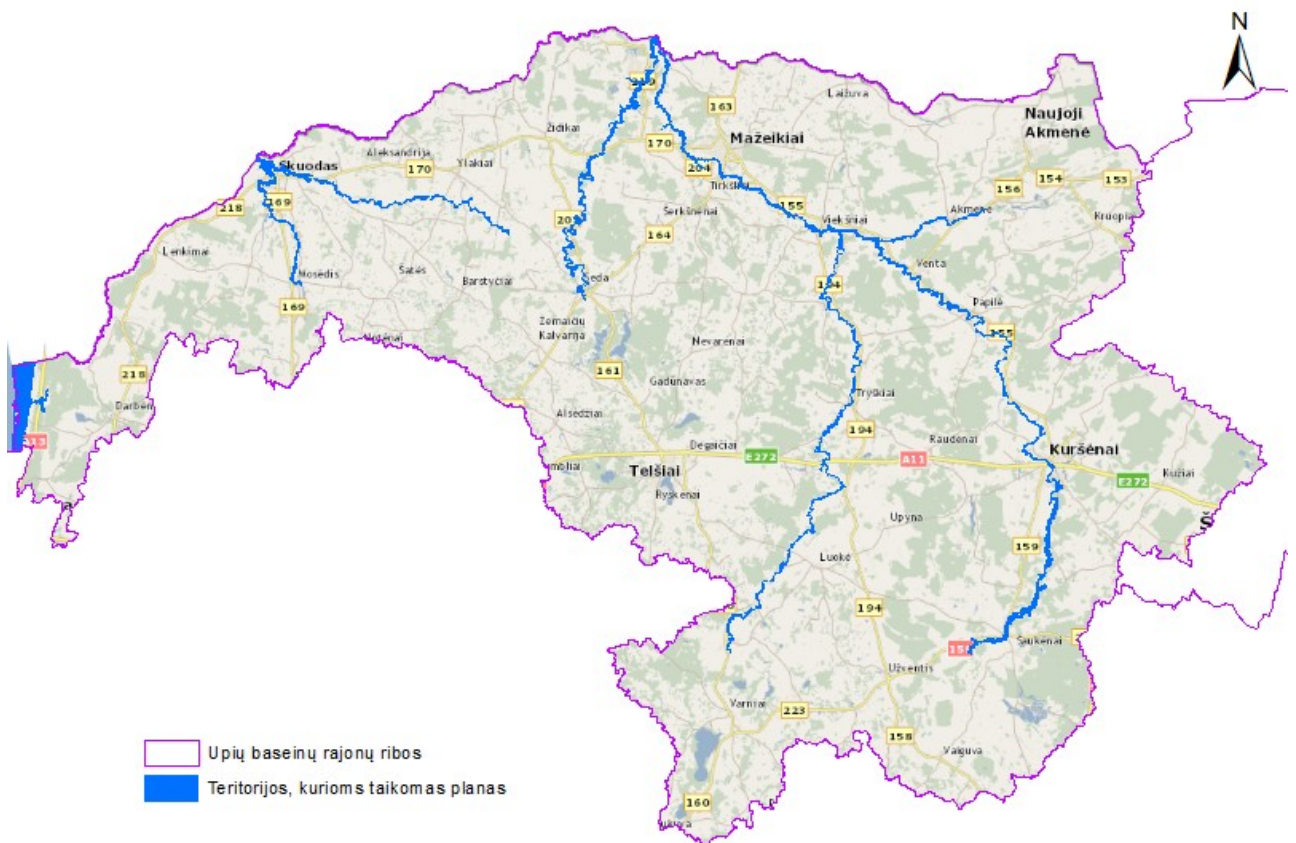 N
219
163
Laižuva
Naujoji
Akmenė
Židikai
Mažeikiai
170
Skuodas
Aleksandrija
Ylakiai
170
204
Tirkšliai
156
154
153
218
169
155
Viekšniai
Akmenė
Kruopiai
Šerkšnėnai
164
Lenkimai
Venta
Mosėdis
Šatės
Barstyčiai
Seda
194
Papilė
169
155
Žemaičių
Kalvarija
Nevarėnai
218
161
Gadūnavas
Tryškiai
Alsėdžiai
194
Raudėnai
Degaičiai
Kuršėnai
E272
A11
Telšiai
E272
Kužiai
Ryškėnai
Upyna
Š
159
Luokė
194
Šaukėnai
Užventis
Varniai
223
158
Vaiguva
160
Upių baseinų rajonų ribos
Teritorijos, kurioms taikomas planas